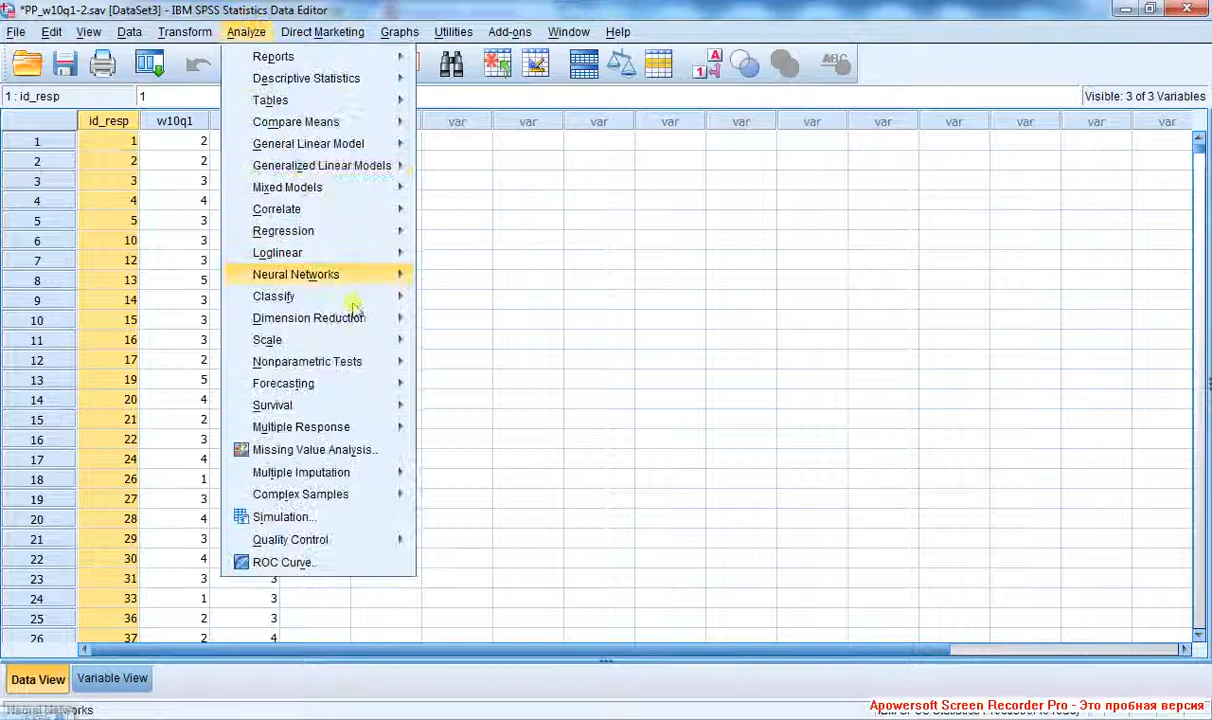 *PP_w10q1-2.sav [DataSet3] - IBM SPSS Statistics Data Editor
File Edit View Data Transform Analyze Direct Marketing Graphs Utilities Add-ons Window Help
1 : id_resp 1 Visible: 3 of 3 Variables
id_resp w10q1 var var var var var var var var var var var
1 1 2
2 2 2
3 3 3
4 4 4
5 5 3
6 10 3
7 12 3
8 13 5
9 14 3
10 15 3
11 16 3
12 17 2
13 19 5
14 20 4
15 21 2
16 22 3
17 24 4
18 26 1
19 27 3
20 28 4
21 29 3
22 30 4
23 31 3 3
24 33 1 3
25 36 2 3
26 37 2 4
Reports
Descriptive Statistics
Tables
Compare Means
General Linear Model
Generalized Linear Models
Mixed Models
Correlate
Regression
Loglinear
Neural Networks
Classify
Dimension Reduction
Scale
Nonparametric Tests
Forecasting
Survival
Multiple Response
Missing Value Analysis..
Multiple Imputation
Complex Samples
Simulation...
Quality Control
ROC Curve..
Data View Variable View
Neural Networks
Apowersoft Screen Recorder Pro - Это пробная версия